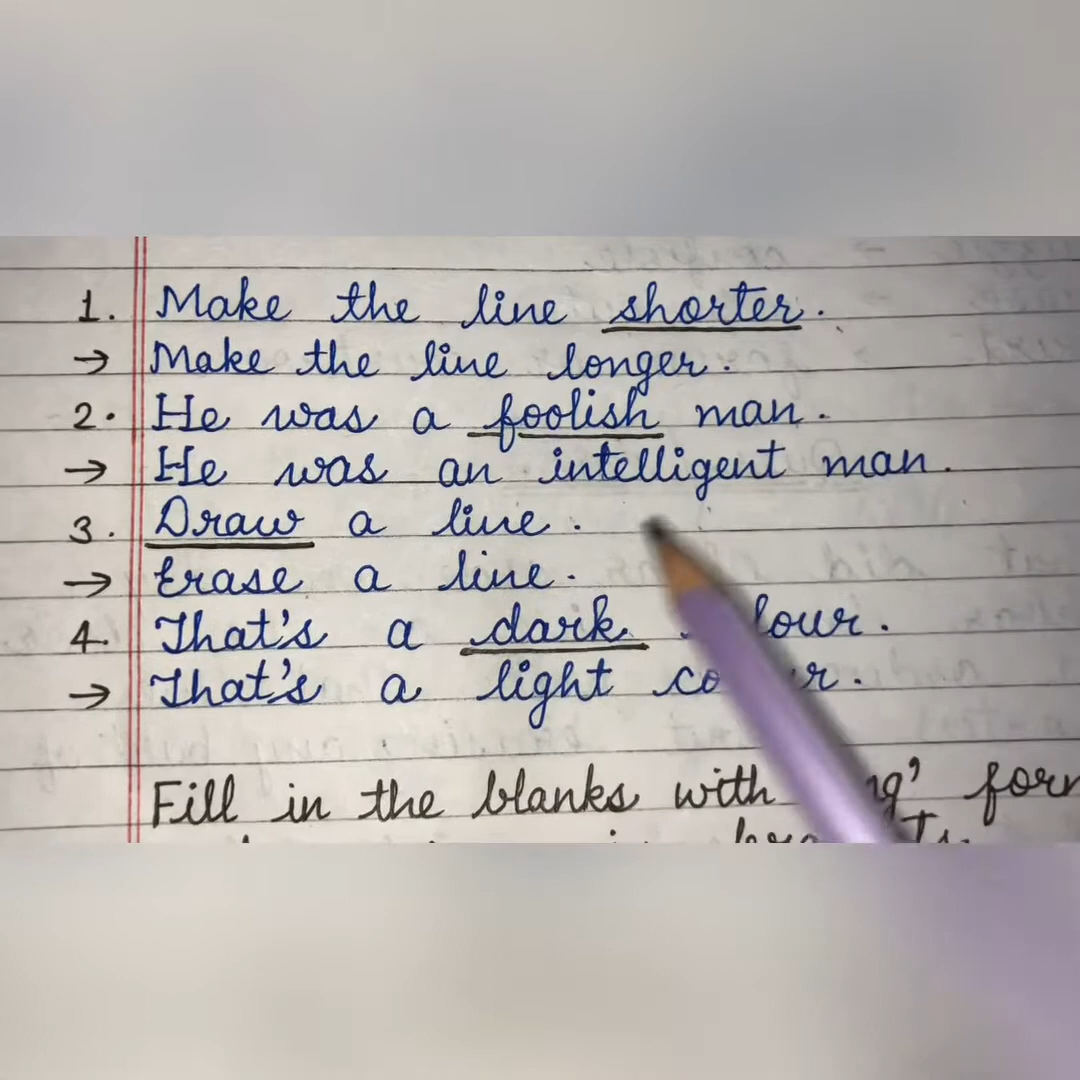 1. Make the line shorter.
→ Make the line longer.
2. He was a foolish man.
→ He was an intelligent man.
3. Draw a line.
→ Erase a line.
4. That's a dark
→ That's a light
Fill in the blanks with